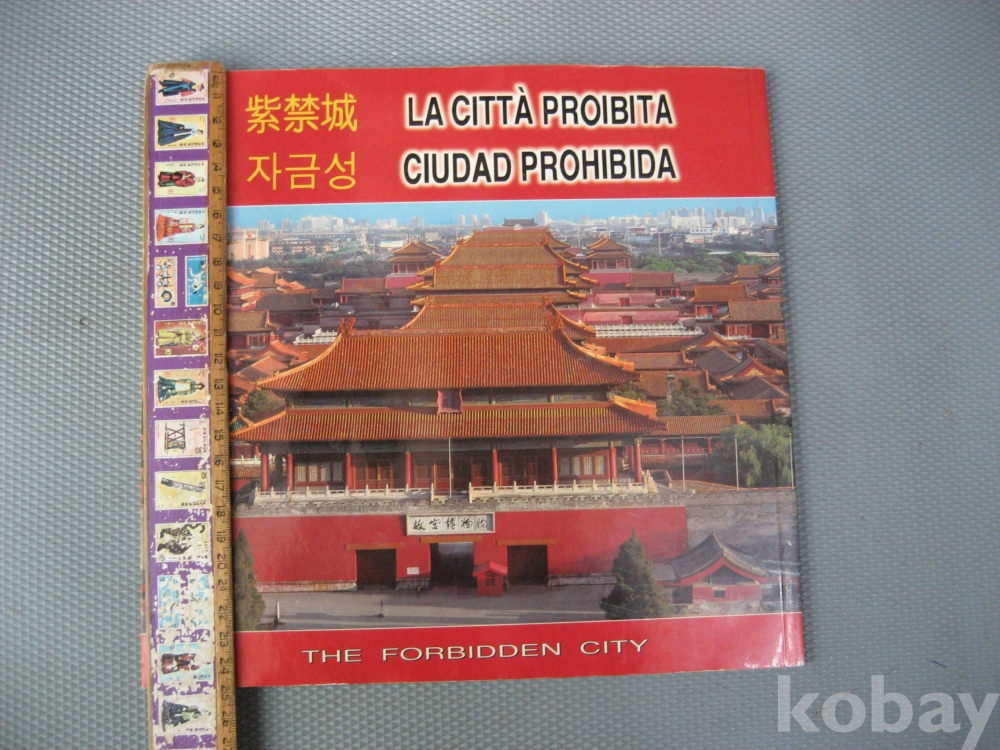 紫禁城
자금성
LA CITTÀ PROIBITA
CIUDAD PROHIBIDA
故宫博物院
THE FORBIDDEN CITY
kobay